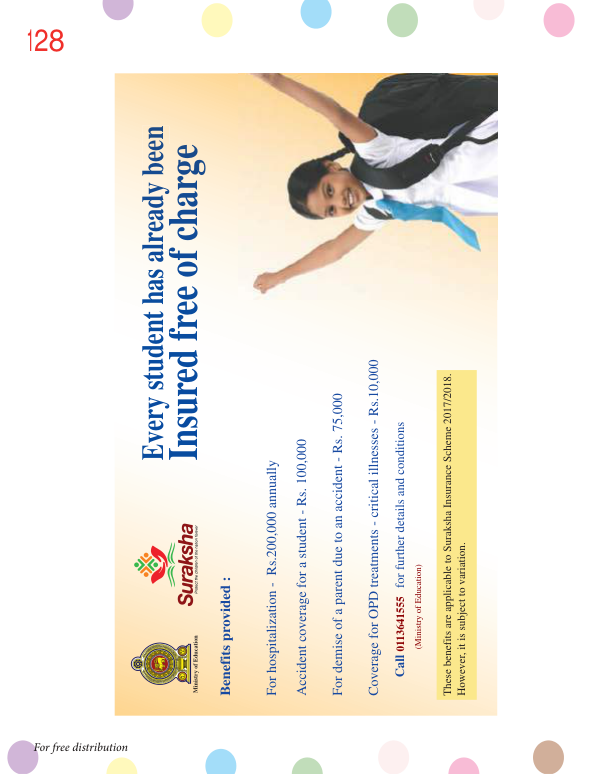 128
Every student has already been
Insured free of charge
Suraksha
Ministry of Education
Benefits provided :
For hospitalization - Rs.200,000 annually
Accident coverage for a student - Rs. 100,000
For demise of a parent due to an accident - Rs. 75,000
Coverage for OPD treatments - critical illnesses - Rs.10,000
Call 0113641555 for further details and conditions
(Ministry of Education)
These benefits are applicable to Suraksha Insurance Scheme 2017/2018.
However, it is subject to variation.
For free distribution